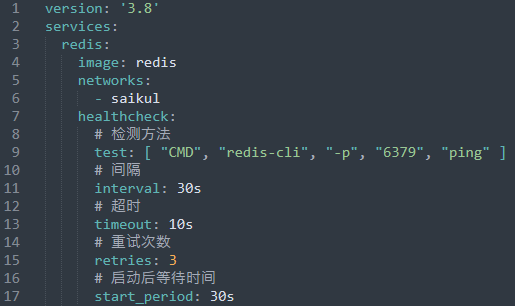 1 version: '3.8'
2 services:
3   redis:
4     image: redis
5     networks:
6       - saikul
7     healthcheck:
8       # 检测方法
9       test: [ "CMD", "redis-cli", "-p", "6379", "ping" ]
10       # 间隔
11       interval: 30s
12       # 超时
13       timeout: 10s
14       # 重试次数
15       retries: 3
16       # 启动后等待时间
17       start_period: 30s